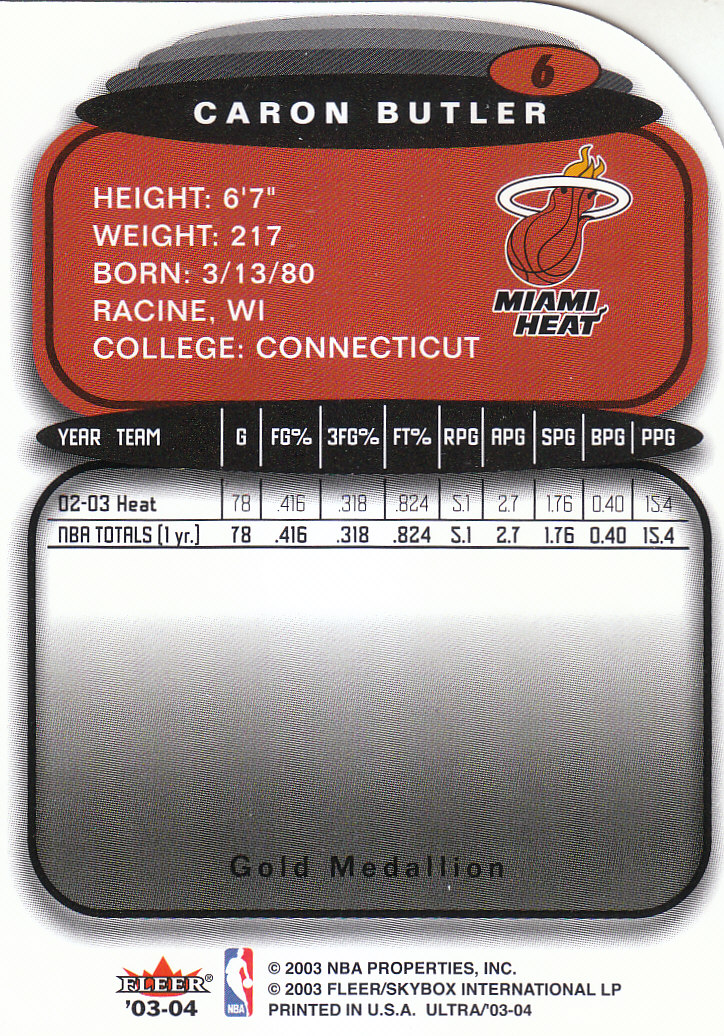 6
CARON BUTLER
HEIGHT: 6'7"
WEIGHT: 217
BORN: 3/13/80
RACINE, WI
COLLEGE: CONNECTICUT
MIAMI
HEAT
YEAR TEAM G FG% 3FG% FT% RPG APG SPG BPG PPG
02-03 Heat 78 .416 .318 .824 5.1 2.7 1.76 0.40 15.4
NBA TOTALS (1 yr.) 78 .416 .318 .824 5.1 2.7 1.76 0.40 15.4
Gold Medallion
FLEER®
'03-04
NBA
© 2003 NBA PROPERTIES, INC.
© 2003 FLEER/SKYBOX INTERNATIONAL LP
PRINTED IN U.S.A. ULTRA/'03-04